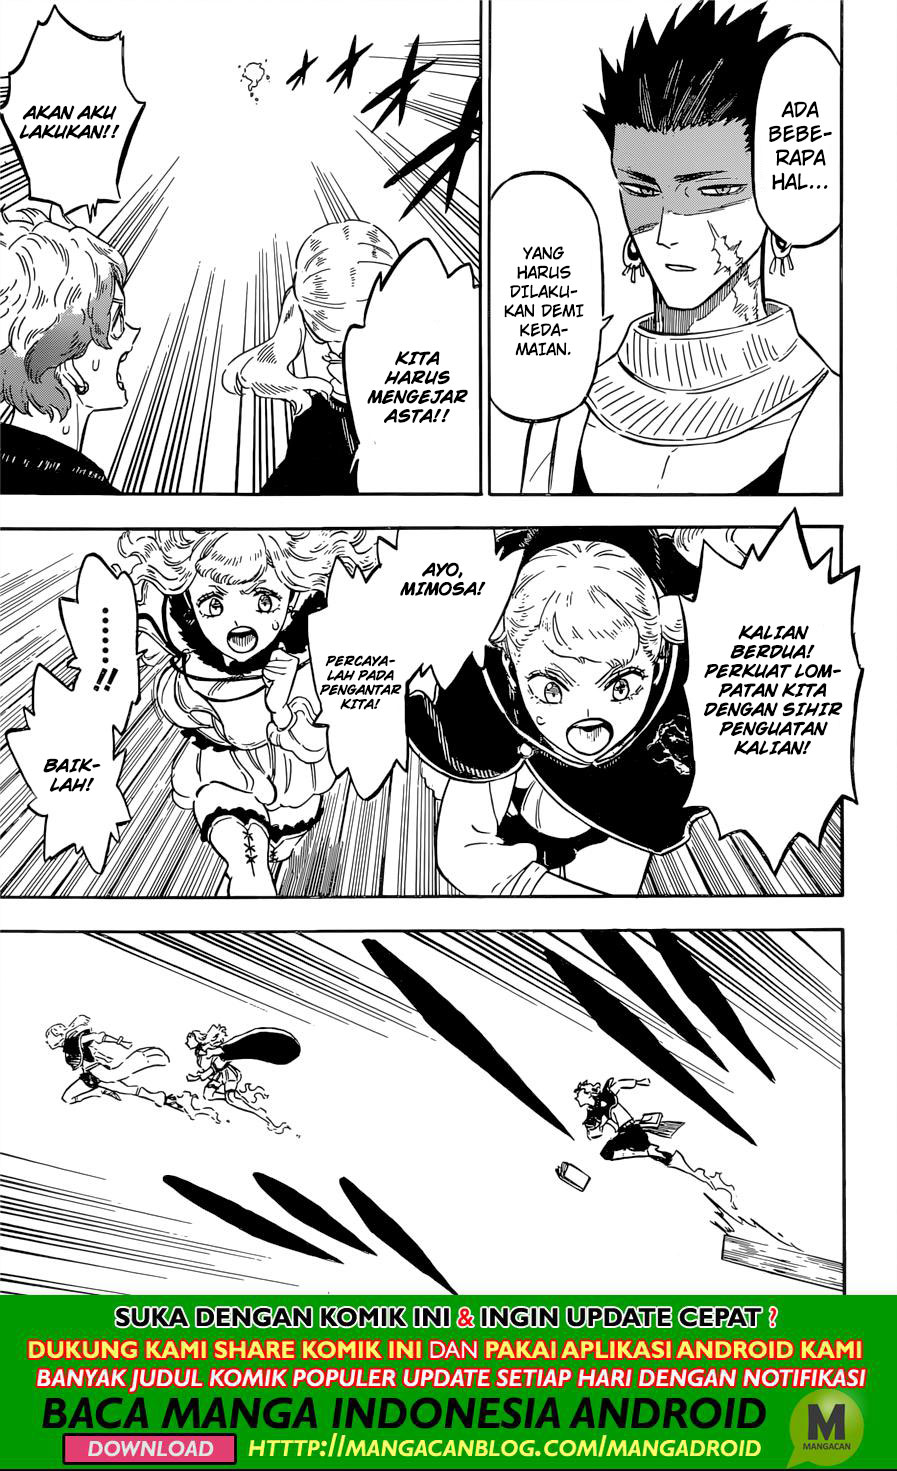 ADA
BEBE-
RAPA
HAL...
YANG
HARUS
DILAKU-
KAN DEMI
KEDA-
MAIAN.
KITA
HARUS
MENGEJAR
ASTA!!
AKAN AKU
LAKUKAN!!
KALIAN
BERDUA!
PERKUAT LOM-
PATAN KITA
DENGAN SIHIR
PENGUATAN
KALIAN!
AYO,
MIMOSA!
PERCAYA-
LAH PADA
PENGANTAR
KITA!
......!!
BAIK-
LAH!
SUKA DENGAN KOMIK INI & INGIN UPDATE CEPAT ?
DUKUNG KAMI SHARE KOMIK INI DAN PAKAI APLIKASI ANDROID KAMI
BANYAK JUDUL KOMIK POPULER UPDATE SETIAP HARI DENGAN NOTIFIKASI
BACA MANGA INDONESIA ANDROID
DOWNLOAD HTTTP://MANGACANBLOG.COM/MANGADROID
M
MANGACAN